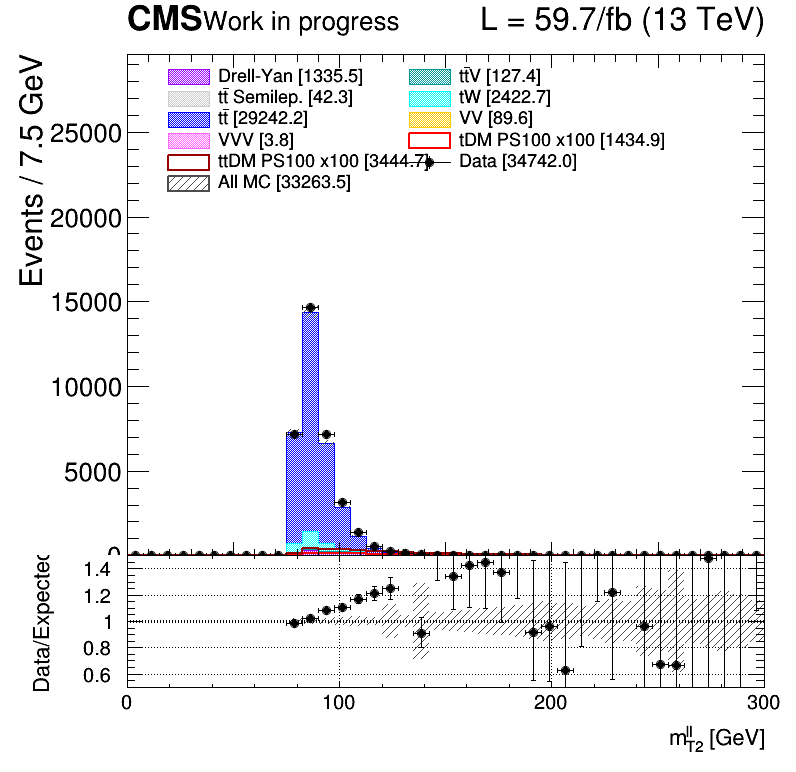 CMS Work in progress L = 59.7/fb (13 TeV)
Events / 7.5 GeV
Drell-Yan [1335.5] tt̄V [127.4]
tt̄ Semilep. [42.3] tW [2422.7]
tt̄ [29242.2] VV [89.6]
VVV [3.8] tDM PS100 x100 [1434.9]
ttDM PS100 x100 [3444.7] Data [34742.0]
All MC [33263.5]
25000
20000
15000
10000
5000
0
Data/Expected
1.4
1.2
1
0.8
0.6
0 100 200 300
m_T2^ll [GeV]